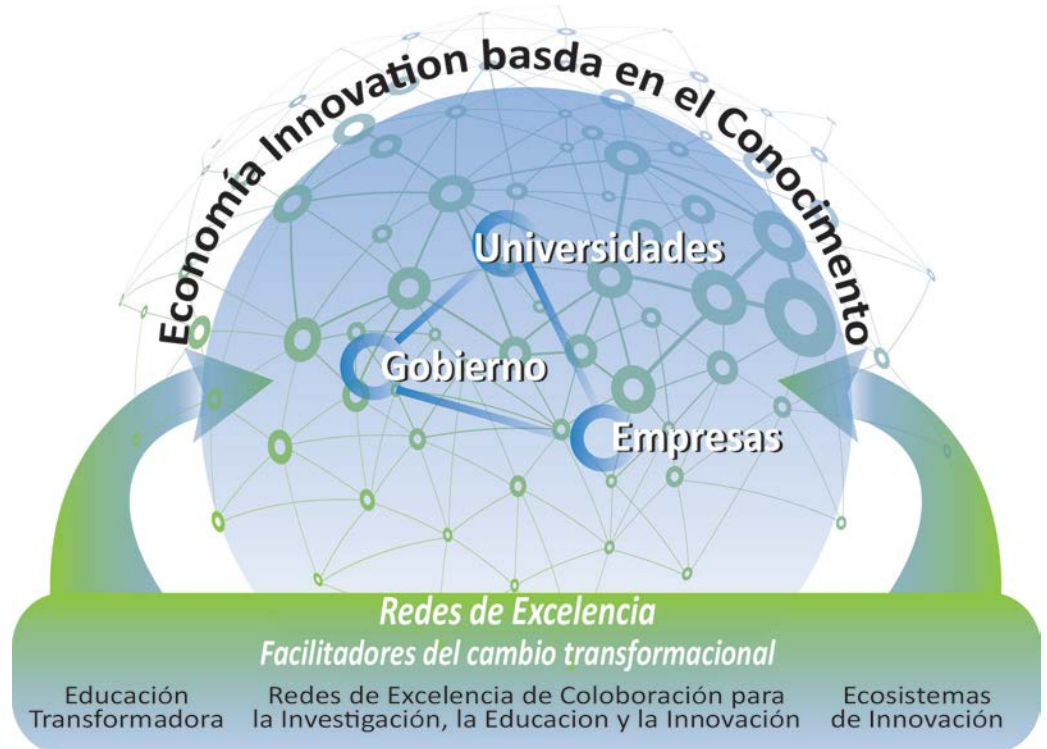 Economía Innovation basda en el Conocimento
Universidades
Gobierno
Empresas
Redes de Excelencia
Facilitadores del cambio transformacional
Educación
Transformadora
Redes de Excelencia de Coloboración para
la Investigación, la Educacion y la Innovación
Ecosistemas
de Innovación